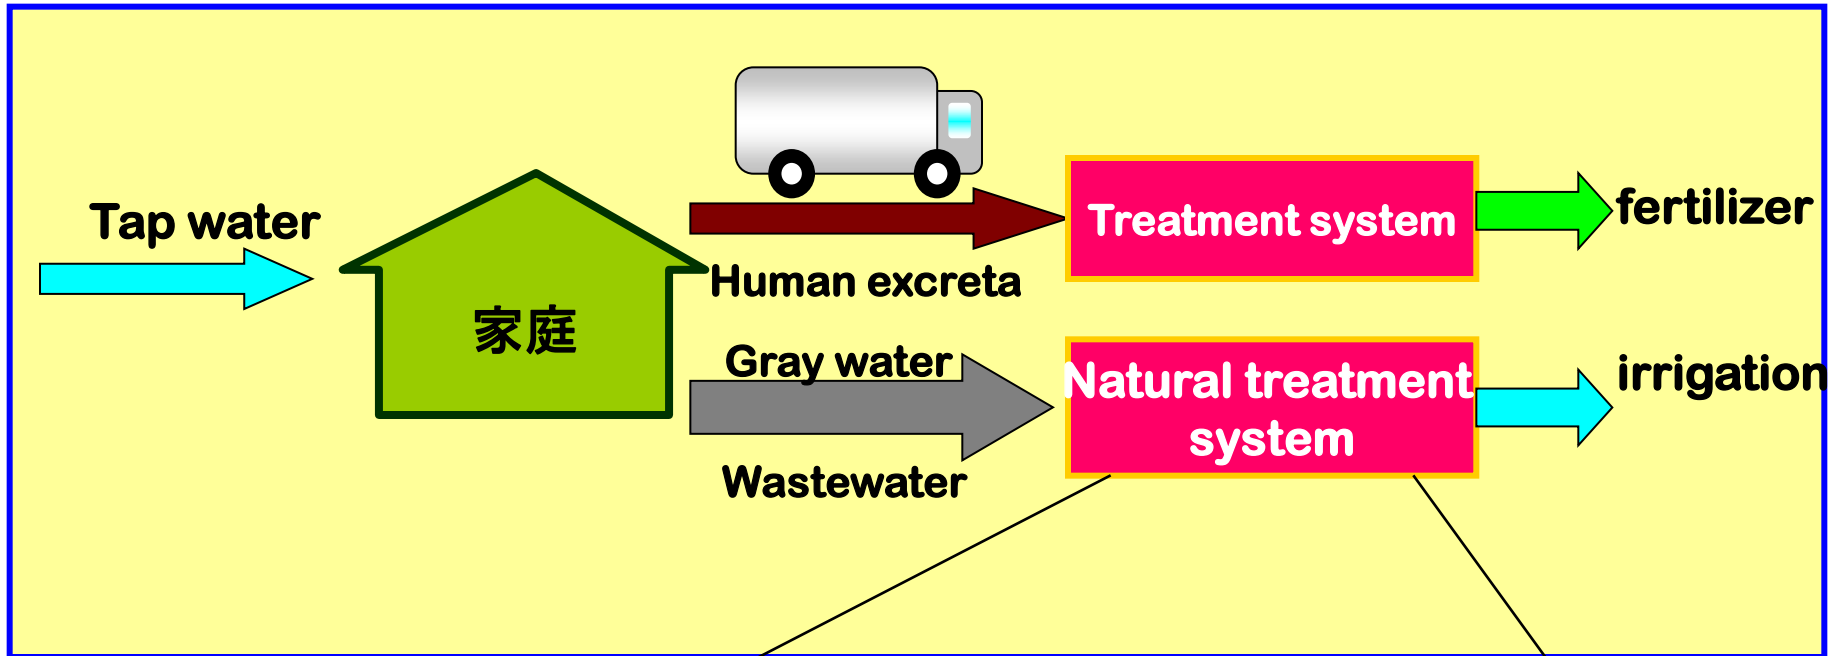 Tap water
家庭
Human excreta
Gray water
Wastewater
Treatment system
Natural treatment
system
fertilizer
irrigation